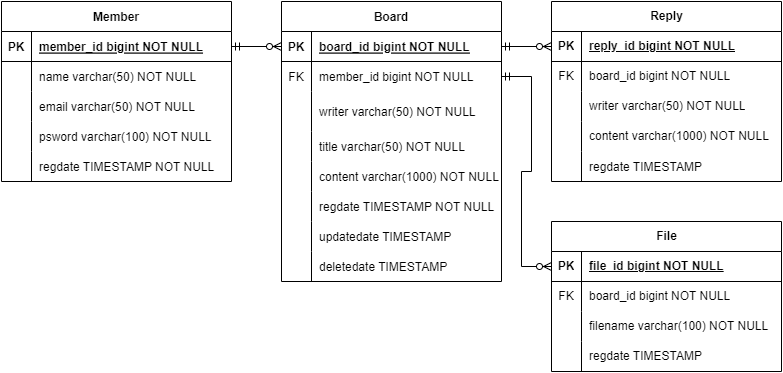 Member
PK member_id bigint NOT NULL
name varchar(50) NOT NULL
email varchar(50) NOT NULL
psword varchar(100) NOT NULL
regdate TIMESTAMP NOT NULL
Board
PK board_id bigint NOT NULL
FK member_id bigint NOT NULL
writer varchar(50) NOT NULL
title varchar(50) NOT NULL
content varchar(1000) NOT NULL
regdate TIMESTAMP NOT NULL
updatedate TIMESTAMP
deletedate TIMESTAMP
Reply
PK reply_id bigint NOT NULL
FK board_id bigint NOT NULL
writer varchar(50) NOT NULL
content varchar(1000) NOT NULL
regdate TIMESTAMP
File
PK file_id bigint NOT NULL
FK board_id bigint NOT NULL
filename varchar(100) NOT NULL
regdate TIMESTAMP